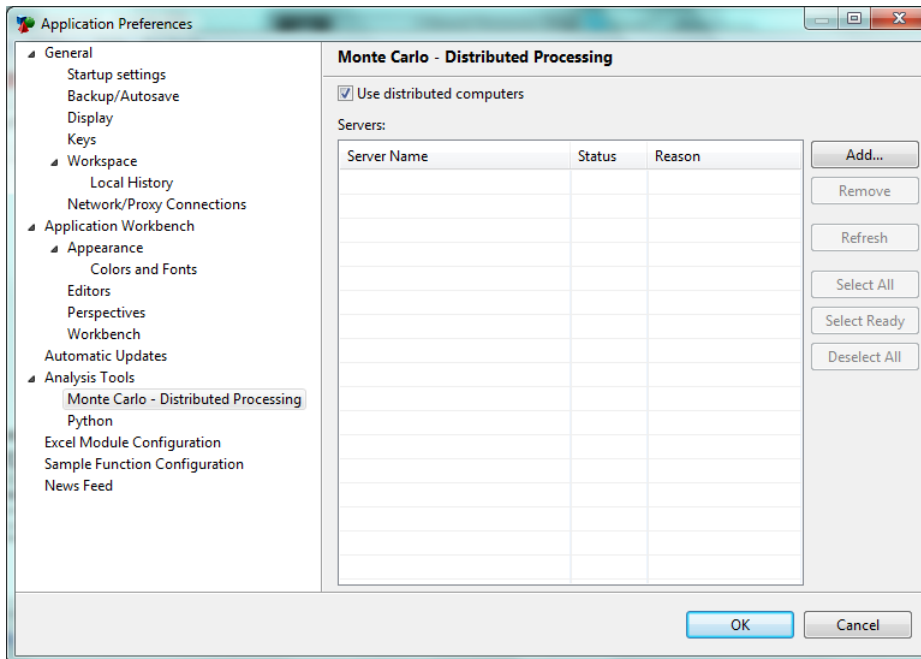 Application Preferences
General
Startup settings
Backup/Autosave
Display
Keys
Workspace
Local History
Network/Proxy Connections
Application Workbench
Appearance
Colors and Fonts
Editors
Perspectives
Workbench
Automatic Updates
Analysis Tools
Monte Carlo - Distributed Processing
Python
Excel Module Configuration
Sample Function Configuration
News Feed
Monte Carlo - Distributed Processing
Use distributed computers
Servers:
Server Name Status Reason
Add...
Remove
Refresh
Select All
Select Ready
Deselect All
OK Cancel